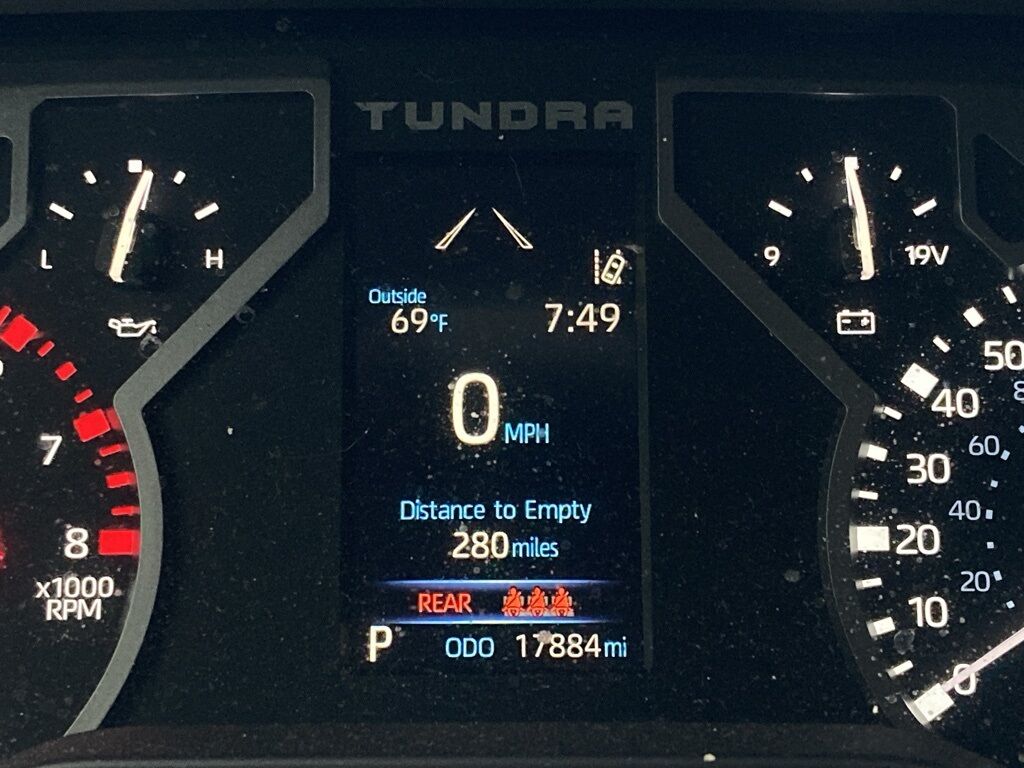 TUNDRA
L H
9 19V
Outside
69°F 7:49
0 MPH
Distance to Empty
280 miles
REAR
P ODO 17884 mi
7
8
x1000
RPM
50
40
30
20
10
0
60
40
20